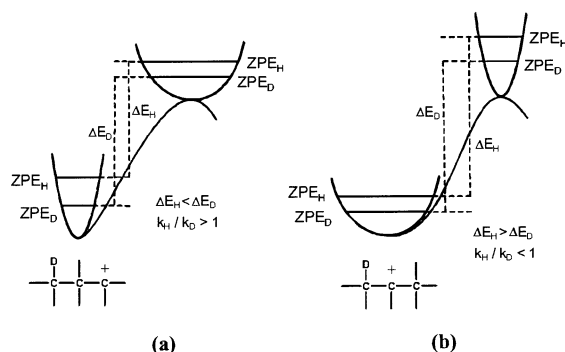 ZPE_H
ZPE_D
ΔE_D
ΔE_H
ZPE_H
ZPE_D
ΔE_H < ΔE_D
k_H / k_D > 1
D +
C C C
(a)
ZPE_H
ZPE_D
ΔE_D
ΔE_H
ZPE_H
ZPE_D
ΔE_H > ΔE_D
k_H / k_D < 1
D +
C C C
(b)